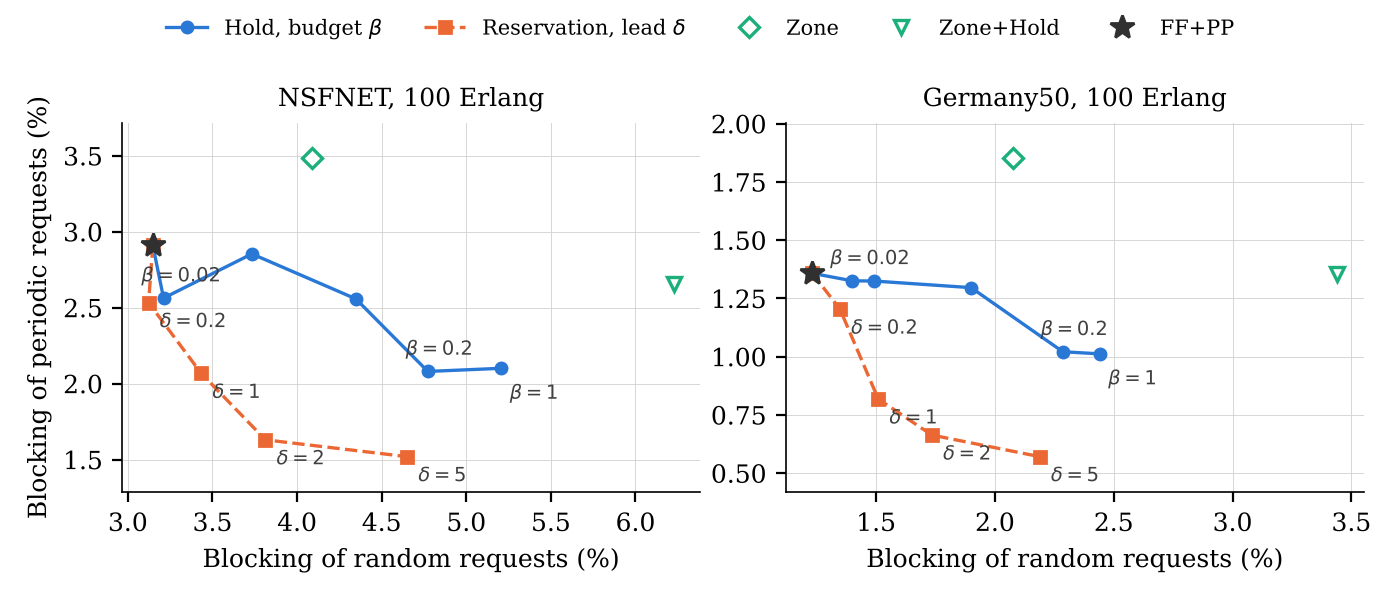 Hold, budget β
Reservation, lead δ
Zone
Zone+Hold
FF+PP
NSFNET, 100 Erlang
Blocking of periodic requests (%)
3.5
3.0
2.5
2.0
1.5
β = 0.02
δ = 0.2
β = 0.2
δ = 1
β = 1
δ = 2
δ = 5
3.0 3.5 4.0 4.5 5.0 5.5 6.0
Blocking of random requests (%)
Germany50, 100 Erlang
2.00
1.75
1.50
1.25
1.00
0.75
0.50
β = 0.02
δ = 0.2
β = 0.2
β = 1
δ = 1
δ = 2
δ = 5
1.5 2.0 2.5 3.0 3.5
Blocking of random requests (%)